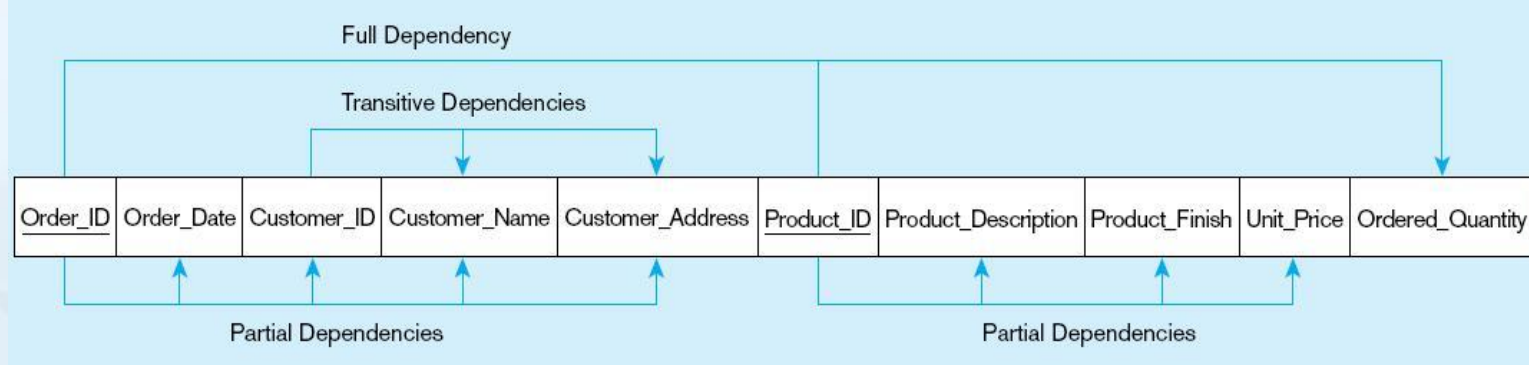 Full Dependency
Transitive Dependencies
Order_ID Order_Date Customer_ID Customer_Name Customer_Address Product_ID Product_Description Product_Finish Unit_Price Ordered_Quantity
Partial Dependencies Partial Dependencies